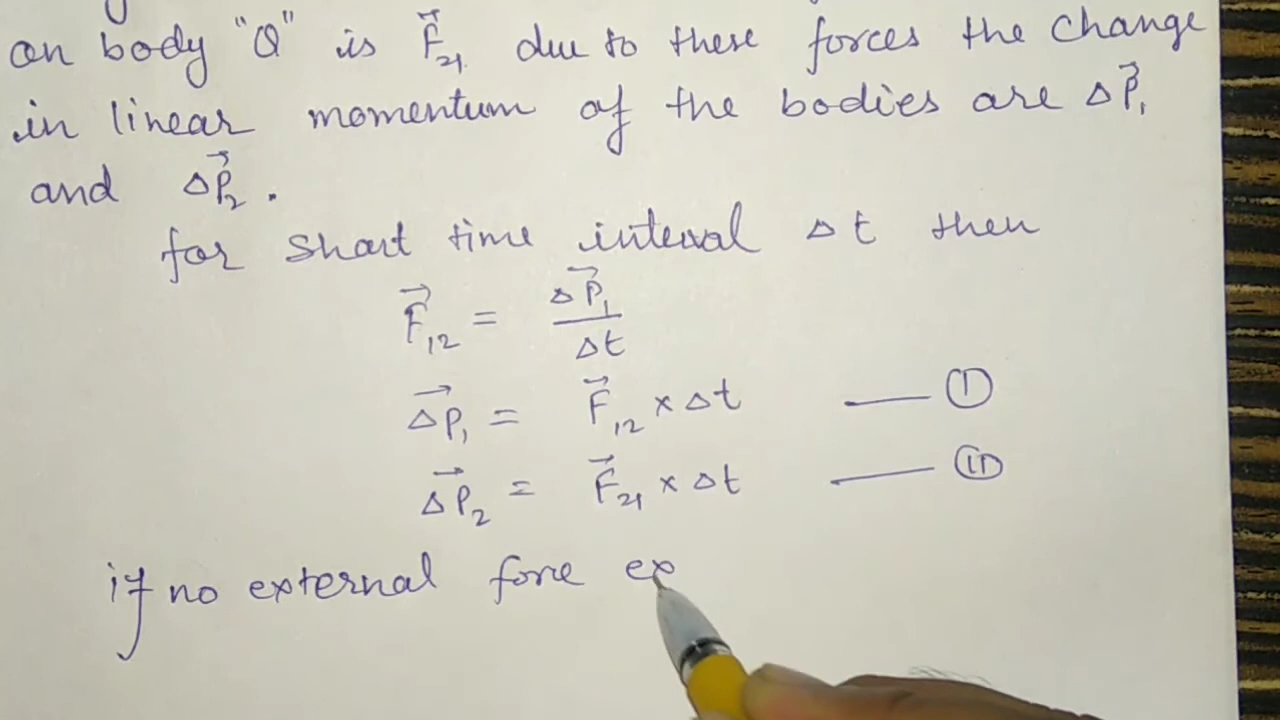 on body "Q" is F⃗₂₁ due to these forces the change
in linear momentum of the bodies are ΔP⃗₁
and ΔP⃗₂.
for short time interval Δt then
F⃗₁₂ = ΔP⃗₁ / Δt
ΔP⃗₁ = F⃗₁₂ × Δt —— (I)
ΔP⃗₂ = F⃗₂₁ × Δt —— (II)
if no external force ex